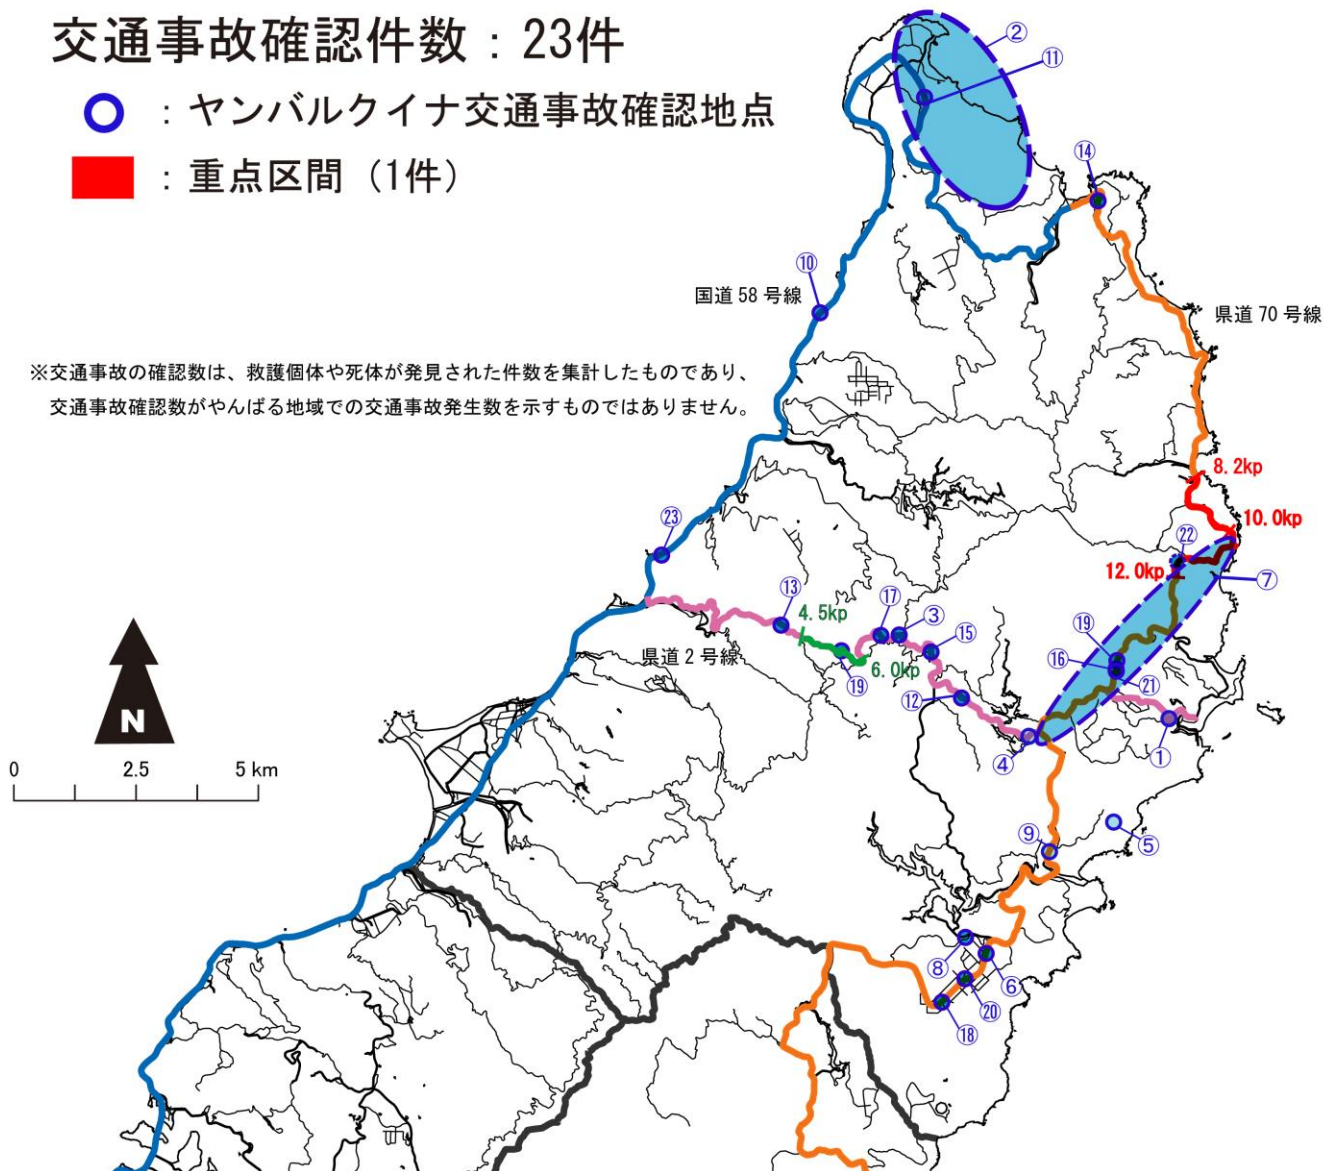 交通事故確認件数：23件
：ヤンバルクイナ交通事故確認地点
：重点区間（1件）
②
⑪
⑭
⑩
国道58号線
県道70号線
※交通事故の確認数は、救護個体や死体が発見された件数を集計したものであり、
交通事故確認数がやんばる地域での交通事故発生数を示すものではありません。
8.2kp
10.0kp
㉓
㉒
12.0kp
⑦
⑬
4.5kp
⑰
③
⑮
⑲
県道2号線
⑲
6.0kp
⑯
㉑
⑫
④
①
N
0 2.5 5 km
⑨
⑤
⑧
⑥
⑳
⑱